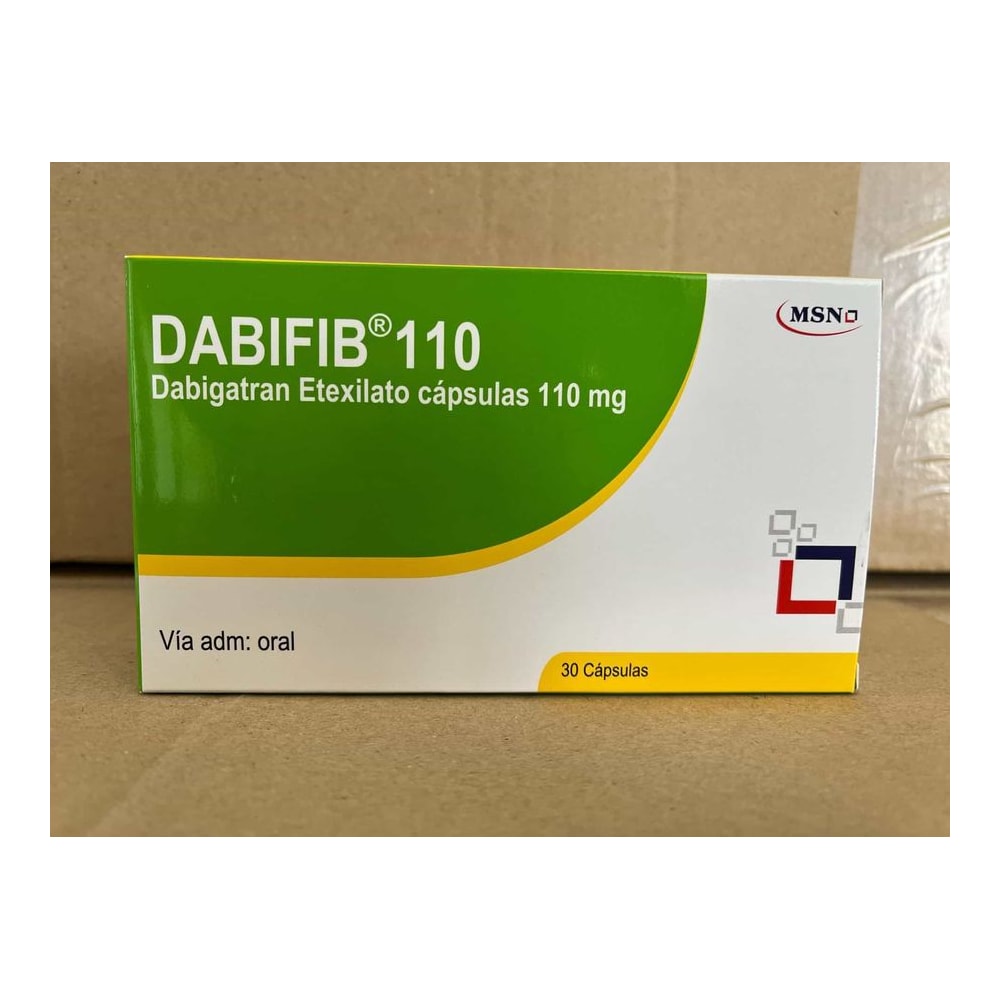 DABIFIB® 110
Dabigatran Etexilato cápsulas 110 mg
MSN
Vía adm: oral
30 Cápsulas